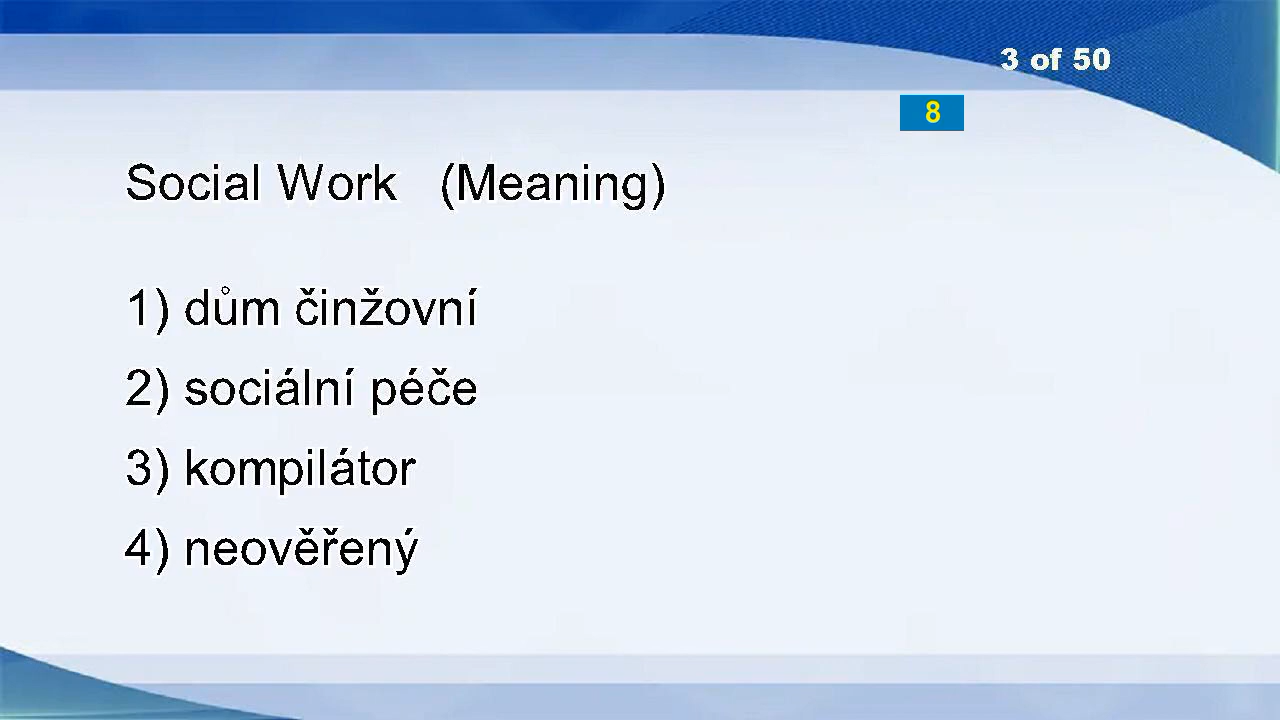 3 of 50
8
Social Work (Meaning)
1) dům činžovní
2) sociální péče
3) kompilátor
4) neověřený